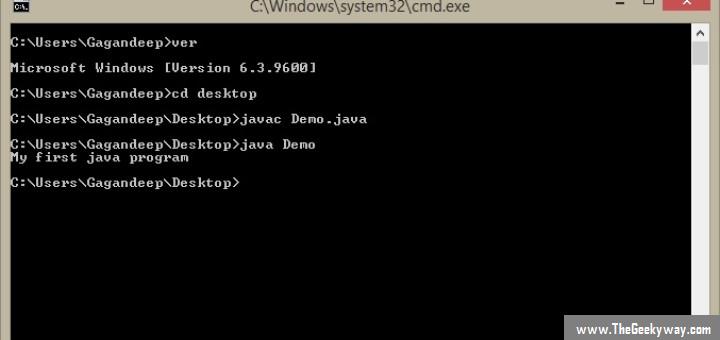 C:\Windows\system32\cmd.exe
C:\Users\Gagandeep>ver
Microsoft Windows [Version 6.3.9600]
C:\Users\Gagandeep>cd desktop
C:\Users\Gagandeep\Desktop>javac Demo.java
C:\Users\Gagandeep\Desktop>java Demo
My first java program
C:\Users\Gagandeep\Desktop>
www.TheGeekyway.com